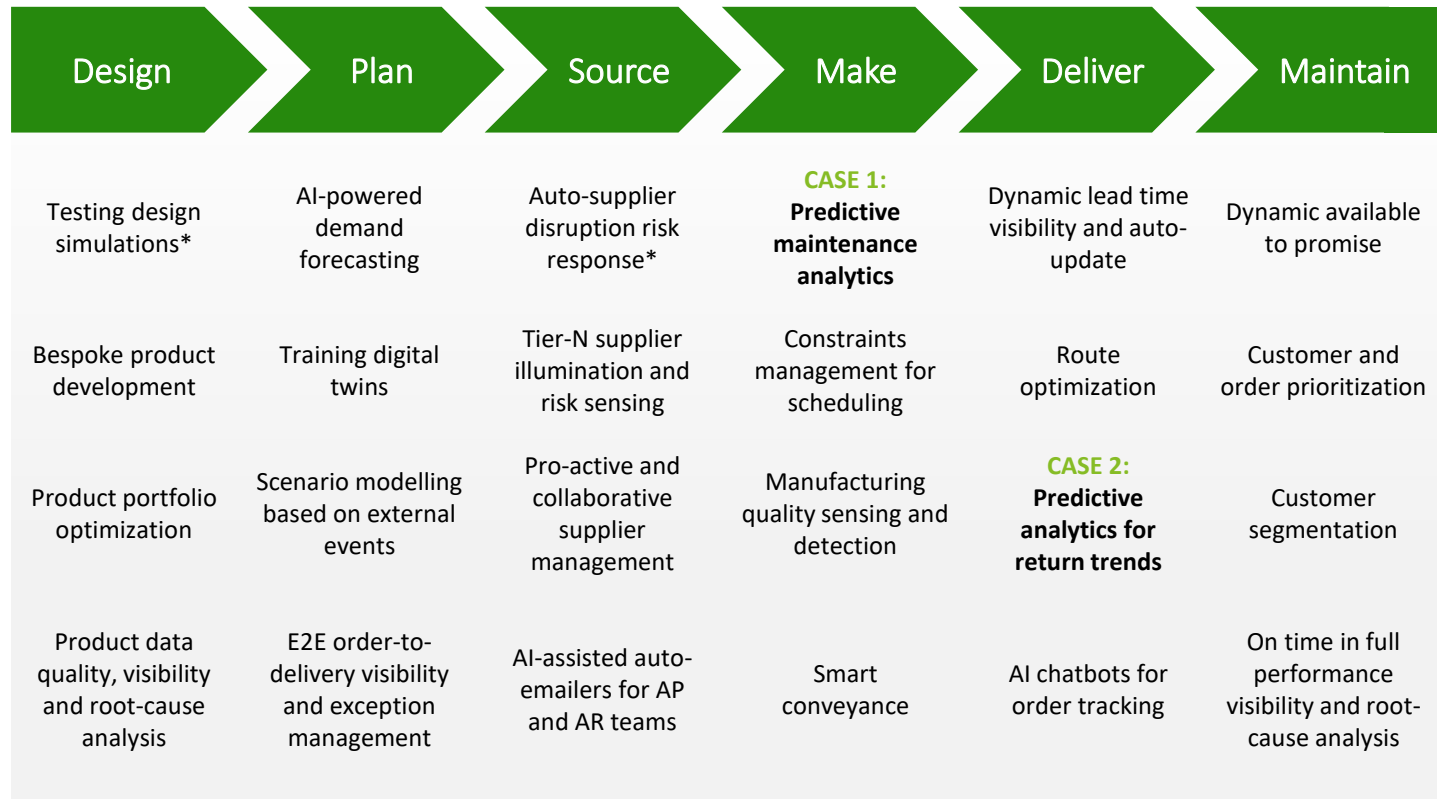 Design
Plan
Source
Make
Deliver
Maintain
Testing design
simulations*
AI-powered
demand
forecasting
Auto-supplier
disruption risk
response*
CASE 1:
Predictive
maintenance
analytics
Dynamic lead time
visibility and auto-
update
Dynamic available
to promise
Bespoke product
development
Training digital
twins
Tier-N supplier
illumination and
risk sensing
Constraints
management for
scheduling
Route
optimization
Customer and
order prioritization
Product portfolio
optimization
Scenario modelling
based on external
events
Pro-active and
collaborative
supplier
management
Manufacturing
quality sensing and
detection
CASE 2:
Predictive
analytics for
return trends
Customer
segmentation
Product data
quality, visibility
and root-cause
analysis
E2E order-to-
delivery visibility
and exception
management
AI-assisted auto-
emailers for AP
and AR teams
Smart
conveyance
AI chatbots for
order tracking
On time in full
performance
visibility and root-
cause analysis